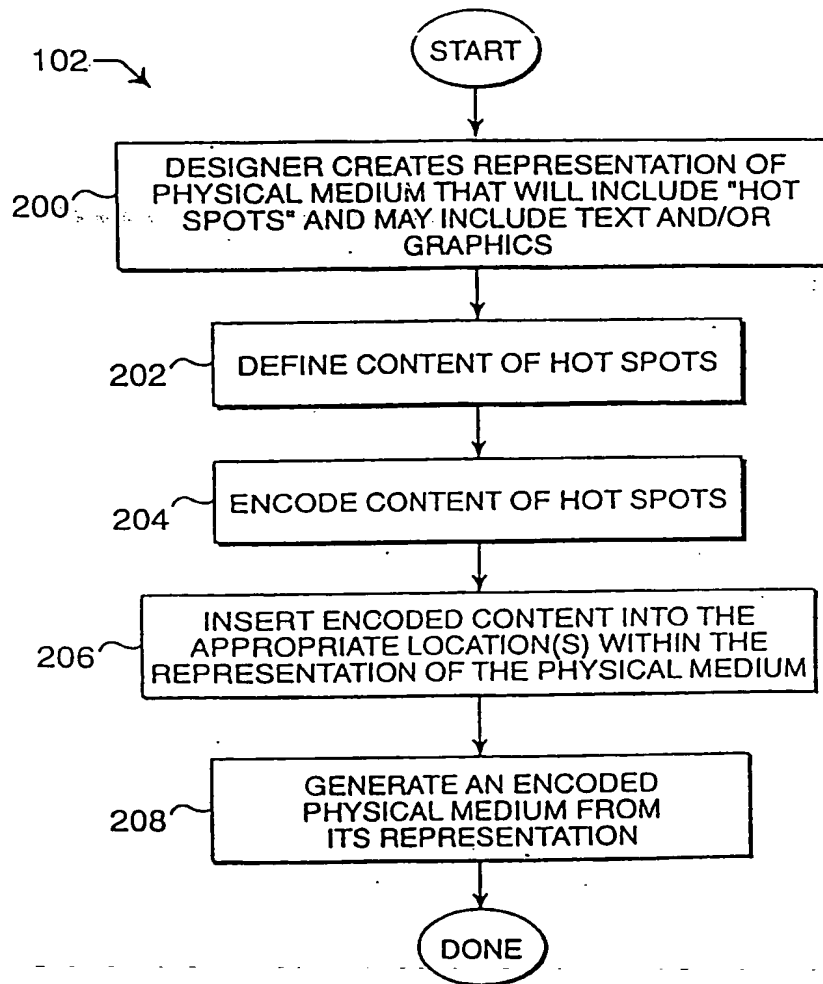 START
102
DESIGNER CREATES REPRESENTATION OF
PHYSICAL MEDIUM THAT WILL INCLUDE "HOT
SPOTS" AND MAY INCLUDE TEXT AND/OR
GRAPHICS
200
DEFINE CONTENT OF HOT SPOTS
202
ENCODE CONTENT OF HOT SPOTS
204
INSERT ENCODED CONTENT INTO THE
APPROPRIATE LOCATION(S) WITHIN THE
REPRESENTATION OF THE PHYSICAL MEDIUM
206
GENERATE AN ENCODED
PHYSICAL MEDIUM FROM
ITS REPRESENTATION
208
DONE